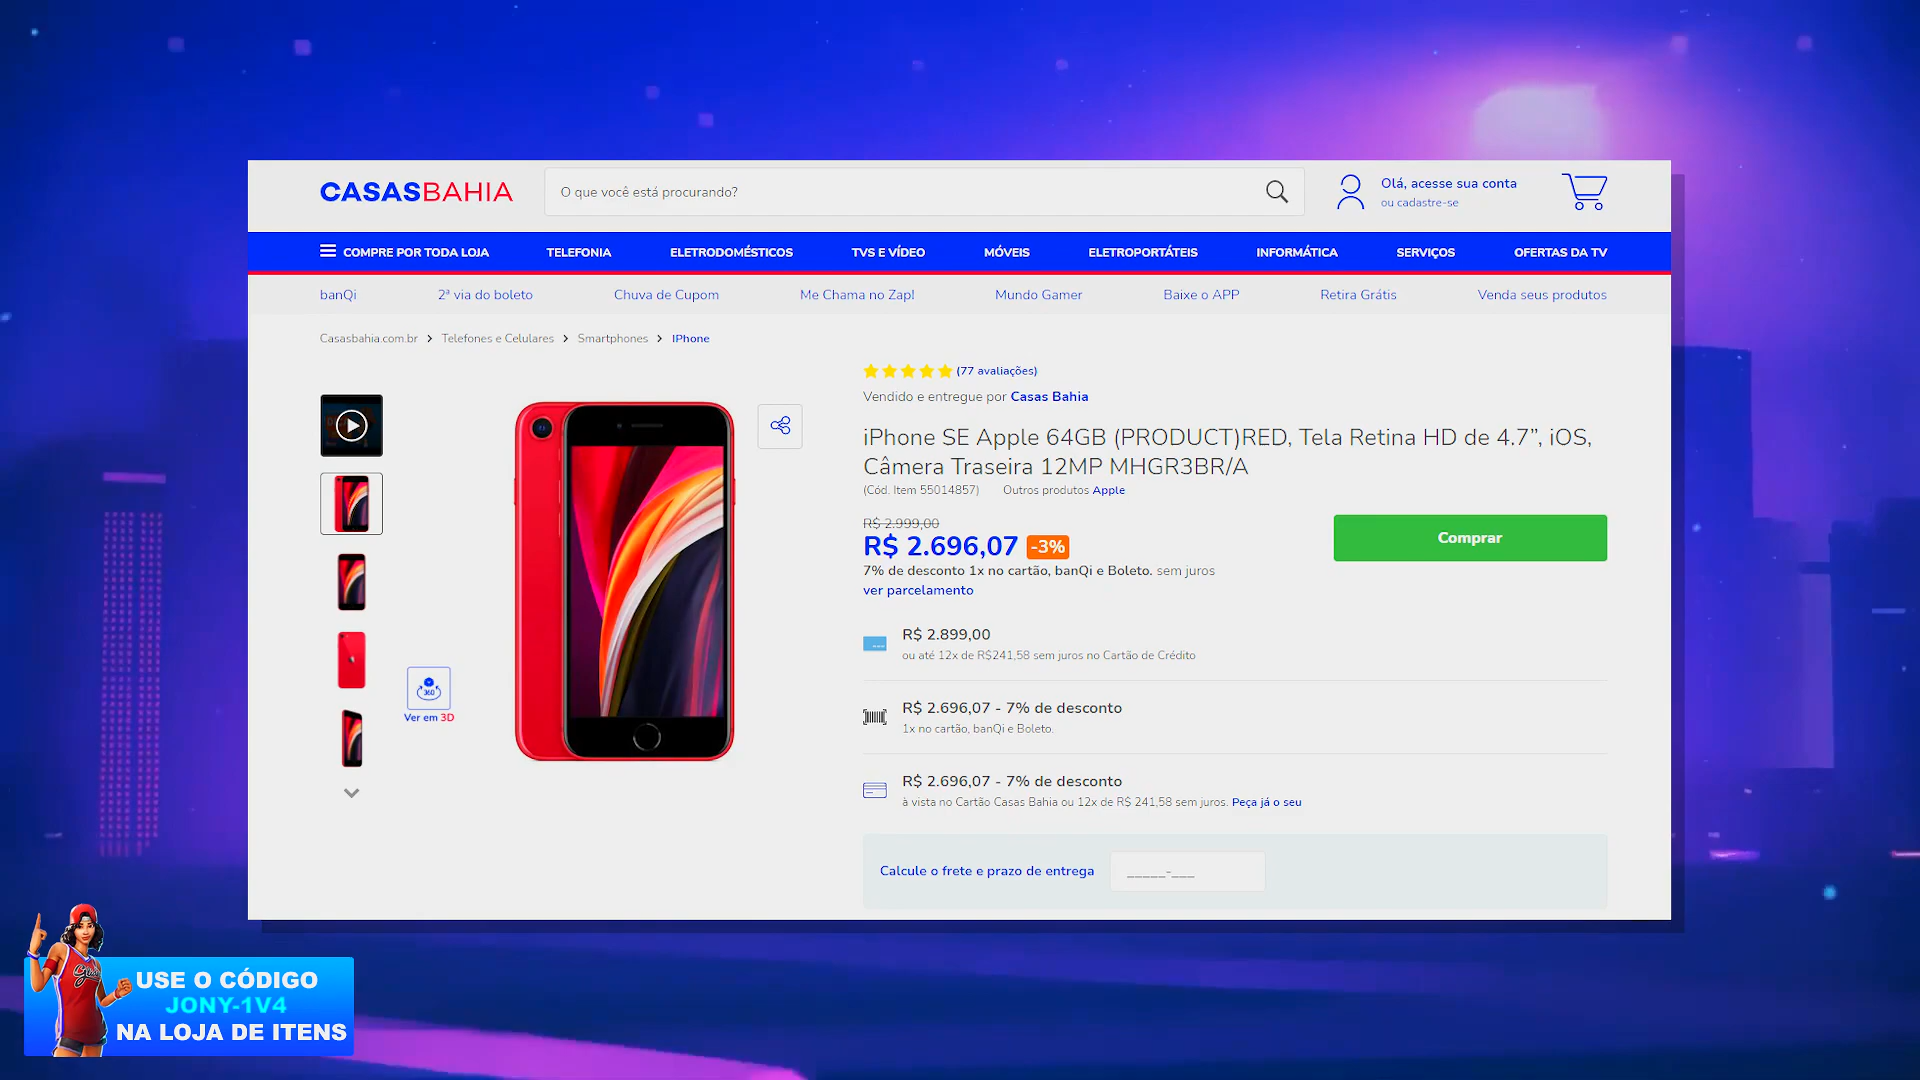 CASASBAHIA
O que você está procurando?
Olá, acesse sua conta
ou cadastre-se
COMPRE POR TODA LOJA TELEFONIA ELETRODOMÉSTICOS TVS E VÍDEO MÓVEIS ELETROPORTÁTEIS INFORMÁTICA SERVIÇOS OFERTAS DA TV
banQi 2ª via do boleto Chuva de Cupom Me Chama no Zap! Mundo Gamer Baixe o APP Retira Grátis Venda seus produtos
Casasbahia.com.br > Telefones e Celulares > Smartphones > IPhone
(77 avaliações)
Vendido e entregue por Casas Bahia
iPhone SE Apple 64GB (PRODUCT)RED, Tela Retina HD de 4.7”, iOS,
Câmera Traseira 12MP MHGR3BR/A
(Cód. Item 55014857) Outros produtos Apple
R$ 2.999,00
R$ 2.696,07 -3%
Comprar
7% de desconto 1x no cartão, banQi e Boleto. sem juros
ver parcelamento
R$ 2.899,00
ou até 12x de R$241,58 sem juros no Cartão de Crédito
360
Ver em 3D
R$ 2.696,07 - 7% de desconto
1x no cartão, banQi e Boleto.
R$ 2.696,07 - 7% de desconto
à vista no Cartão Casas Bahia ou 12x de R$ 241,58 sem juros. Peça já o seu
Calcule o frete e prazo de entrega _____-___
USE O CÓDIGO
JONY-1V4
NA LOJA DE ITENS